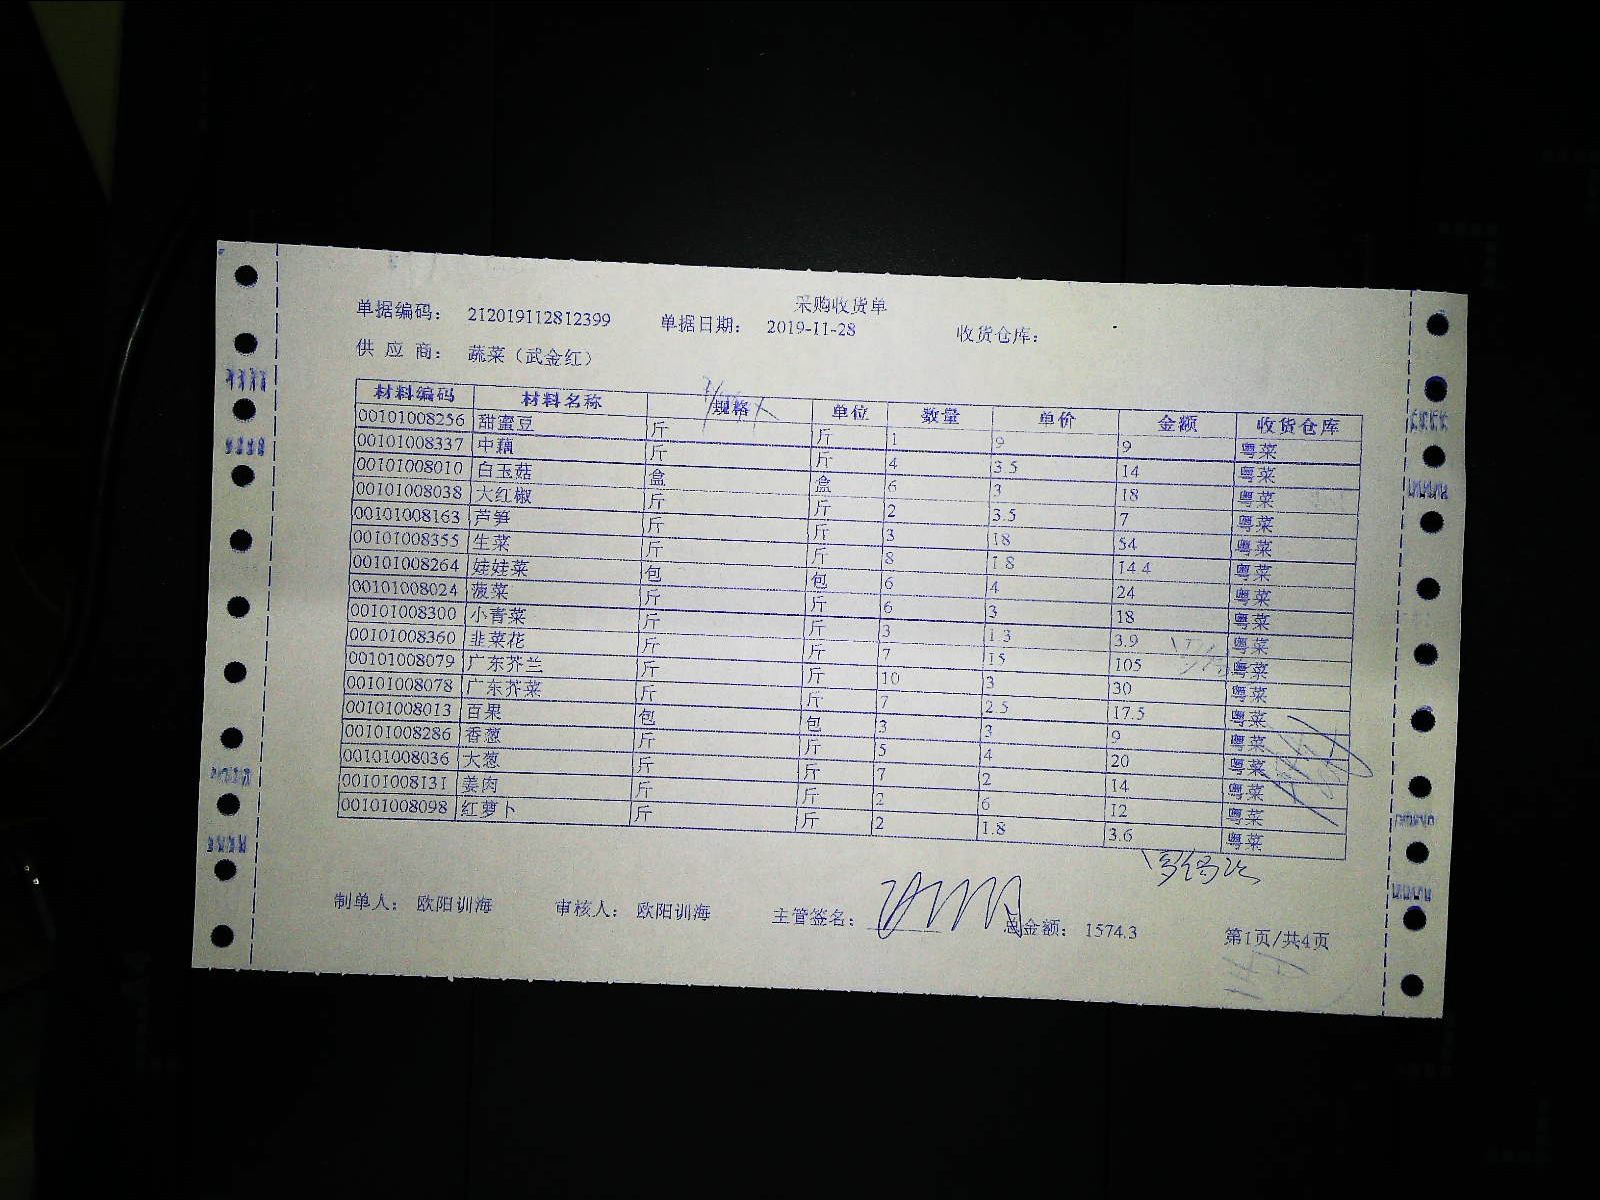 采购收货单
单据编码： 212019112812399 单据日期： 2019-11-28 收货仓库：
供 应 商： 蔬菜（武金红）
材料编码 材料名称 规格 单位 数量 单价 金额 收货仓库
00101008256 甜蜜豆 斤 斤 1 9 9 粤菜
00101008337 中藕 斤 斤 4 3.5 14 粤菜
00101008010 白玉菇 盒 盒 6 3 18 粤菜
00101008038 大红椒 斤 斤 2 3.5 7 粤菜
00101008163 芦笋 斤 斤 3 18 54 粤菜
00101008355 生菜 斤 斤 8 1.8 14.4 粤菜
00101008264 娃娃菜 包 包 6 4 24 粤菜
00101008024 菠菜 斤 斤 6 3 18 粤菜
00101008300 小青菜 斤 斤 3 1.3 3.9 粤菜
00101008360 韭菜花 斤 斤 7 15 105 粤菜
00101008079 广东芥兰 斤 斤 10 3 30 粤菜
00101008078 广东芥菜 斤 斤 7 2.5 17.5 粤菜
00101008013 百果 包 包 3 3 9 粤菜
00101008286 香葱 斤 斤 5 4 20 粤菜
00101008036 大葱 斤 斤 7 2 14 粤菜
00101008131 姜肉 斤 斤 2 6 12 粤菜
00101008098 红萝卜 斤 斤 2 1.8 3.6 粤菜
制单人： 欧阳训海 审核人： 欧阳训海 主管签名： 总金额： 1574.3 第1页/共4页